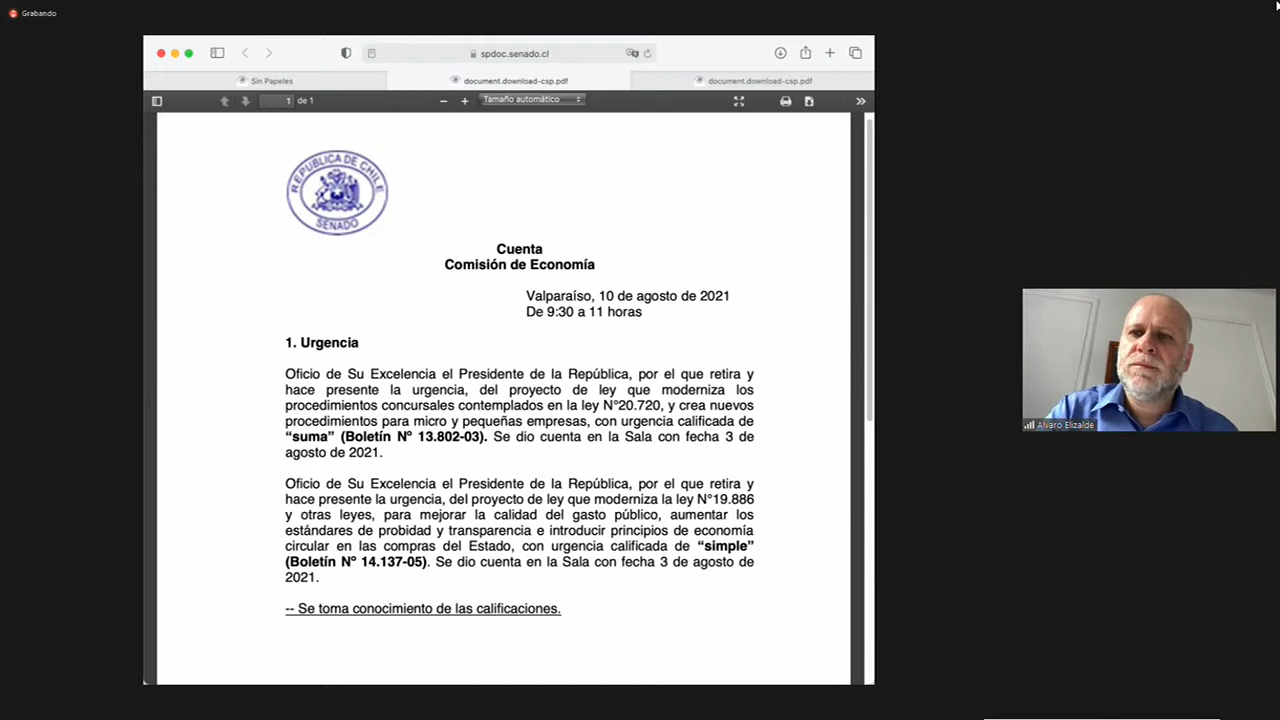 Grabando
spdoc.senado.cl
Sin Papeles
document.download-csp.pdf
document.download-csp.pdf
1 de 1
Tamaño automático
REPUBLICA DE CHILE
SENADO
Cuenta
Comisión de Economía
Valparaíso, 10 de agosto de 2021
De 9:30 a 11 horas
1. Urgencia
Oficio de Su Excelencia el Presidente de la República, por el que retira y
hace presente la urgencia, del proyecto de ley que moderniza los
procedimientos concursales contemplados en la ley N°20.720, y crea nuevos
procedimientos para micro y pequeñas empresas, con urgencia calificada de
“suma” (Boletín Nº 13.802-03). Se dio cuenta en la Sala con fecha 3 de
agosto de 2021.
Oficio de Su Excelencia el Presidente de la República, por el que retira y
hace presente la urgencia, del proyecto de ley que moderniza la ley N°19.886
y otras leyes, para mejorar la calidad del gasto público, aumentar los
estándares de probidad y transparencia e introducir principios de economía
circular en las compras del Estado, con urgencia calificada de “simple”
(Boletín Nº 14.137-05). Se dio cuenta en la Sala con fecha 3 de agosto de
2021.
-- Se toma conocimiento de las calificaciones.
Alvaro Elizalde